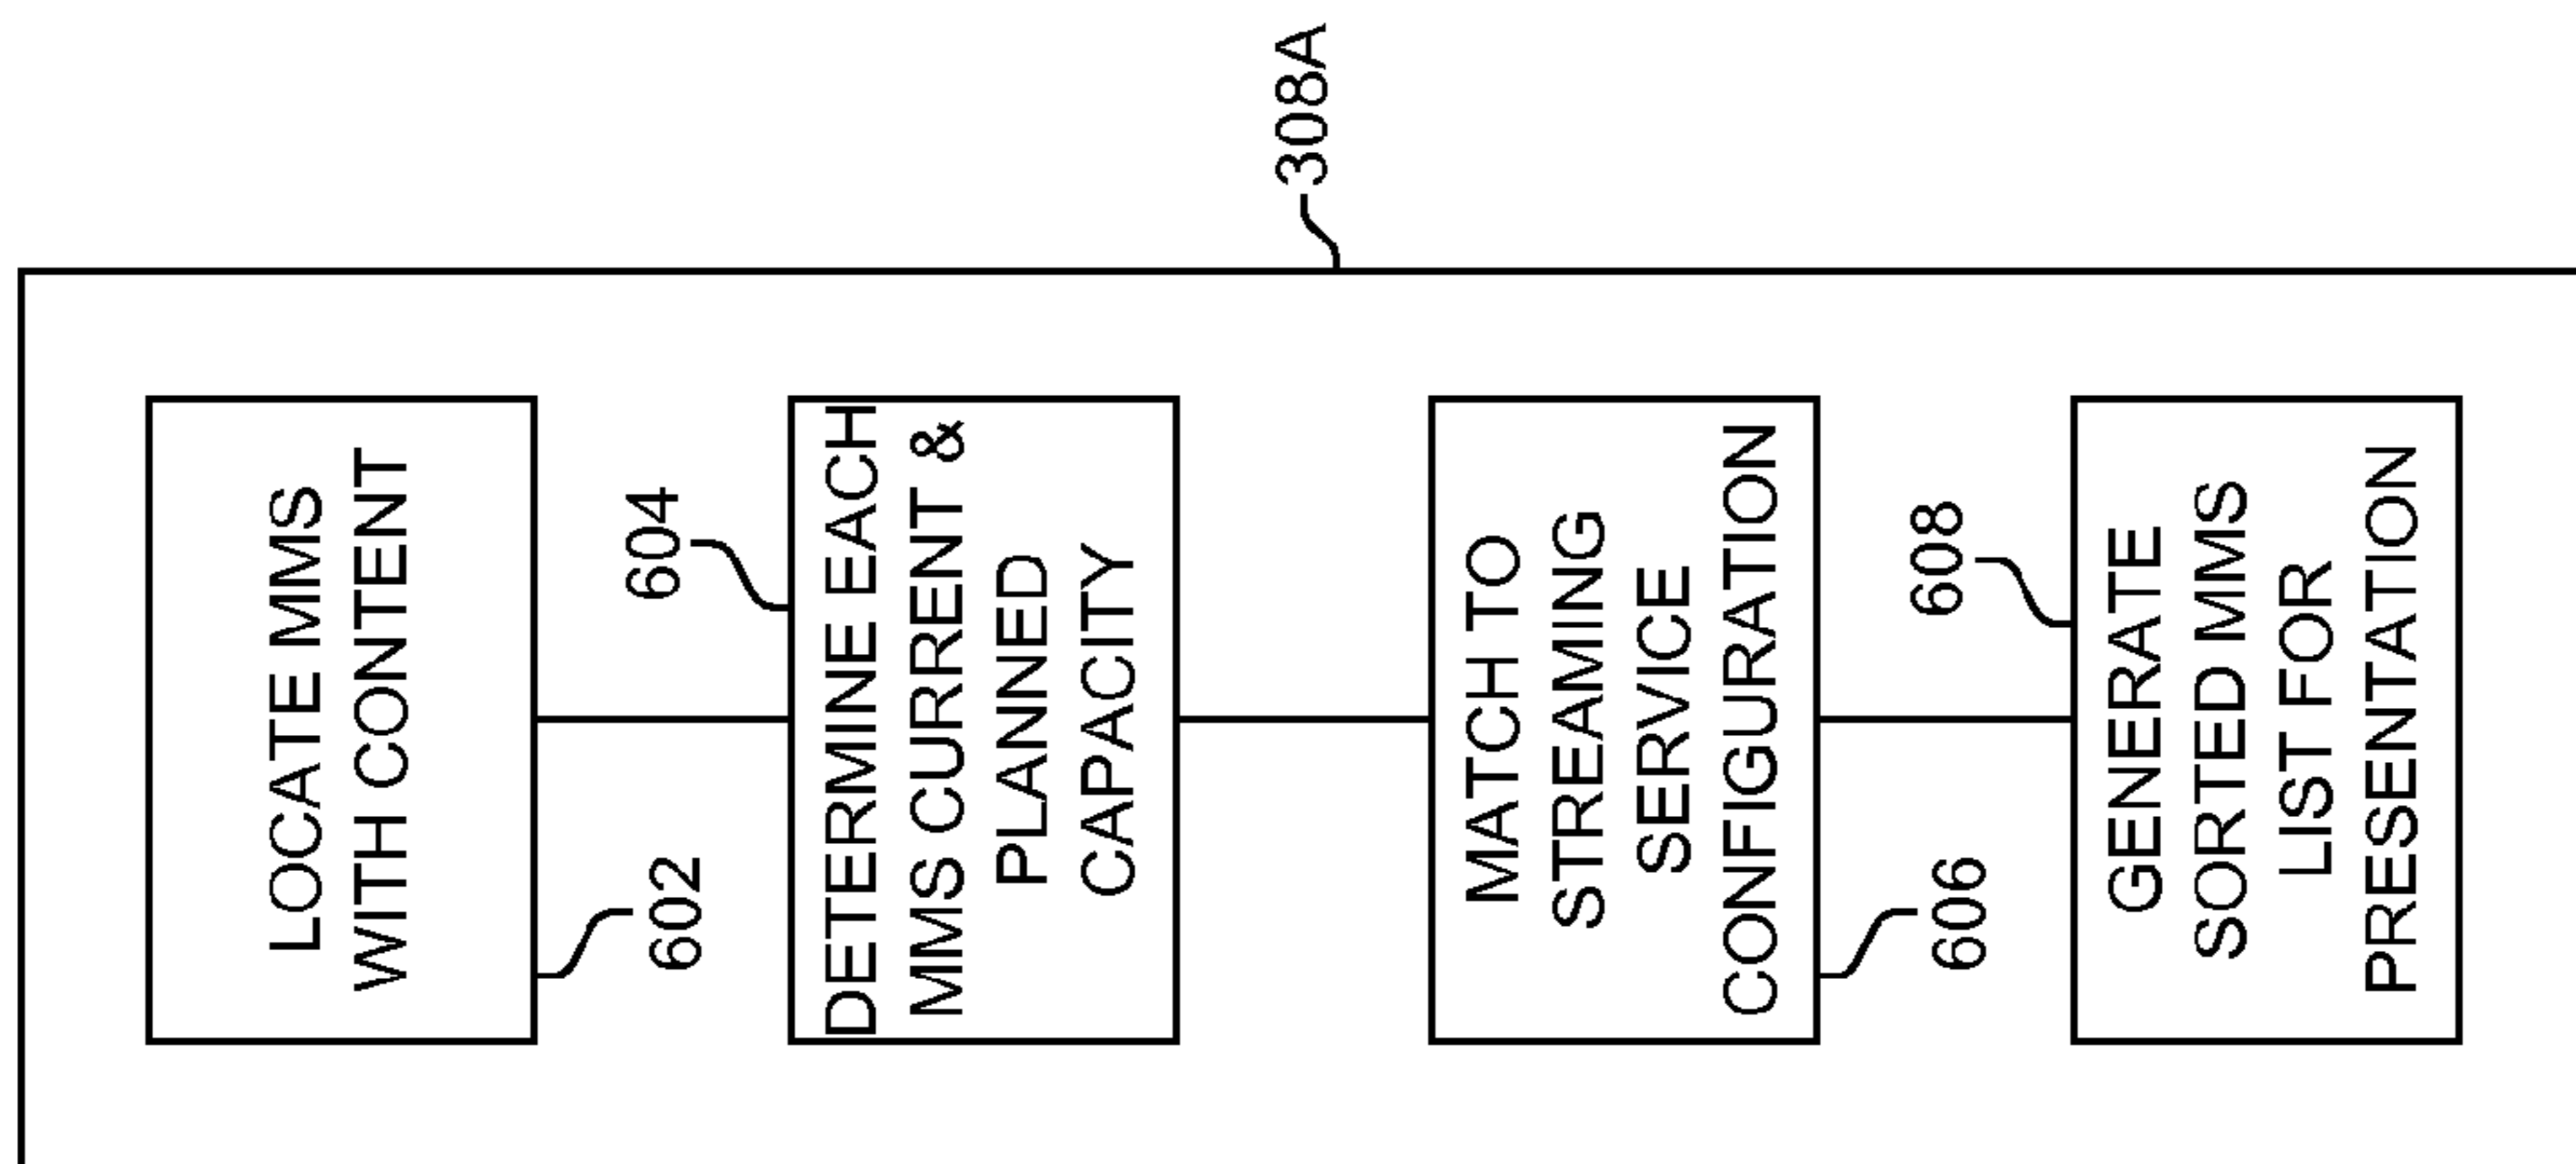 308A
LOCATE MMS
WITH CONTENT
602
604
DETERMINE EACH
MMS CURRENT &
PLANNED
CAPACITY
MATCH TO
STREAMING
SERVICE
CONFIGURATION
606
608
GENERATE
SORTED MMS
LIST FOR
PRESENTATION